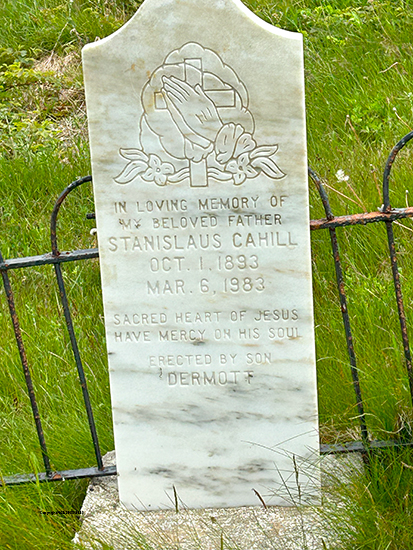 IN LOVING MEMORY OF
MY BELOVED FATHER
STANISLAUS CAHILL
OCT. 1, 1893
MAR. 6, 1983
SACRED HEART OF JESUS
HAVE MERCY ON HIS SOUL
ERECTED BY SON
DERMOTT